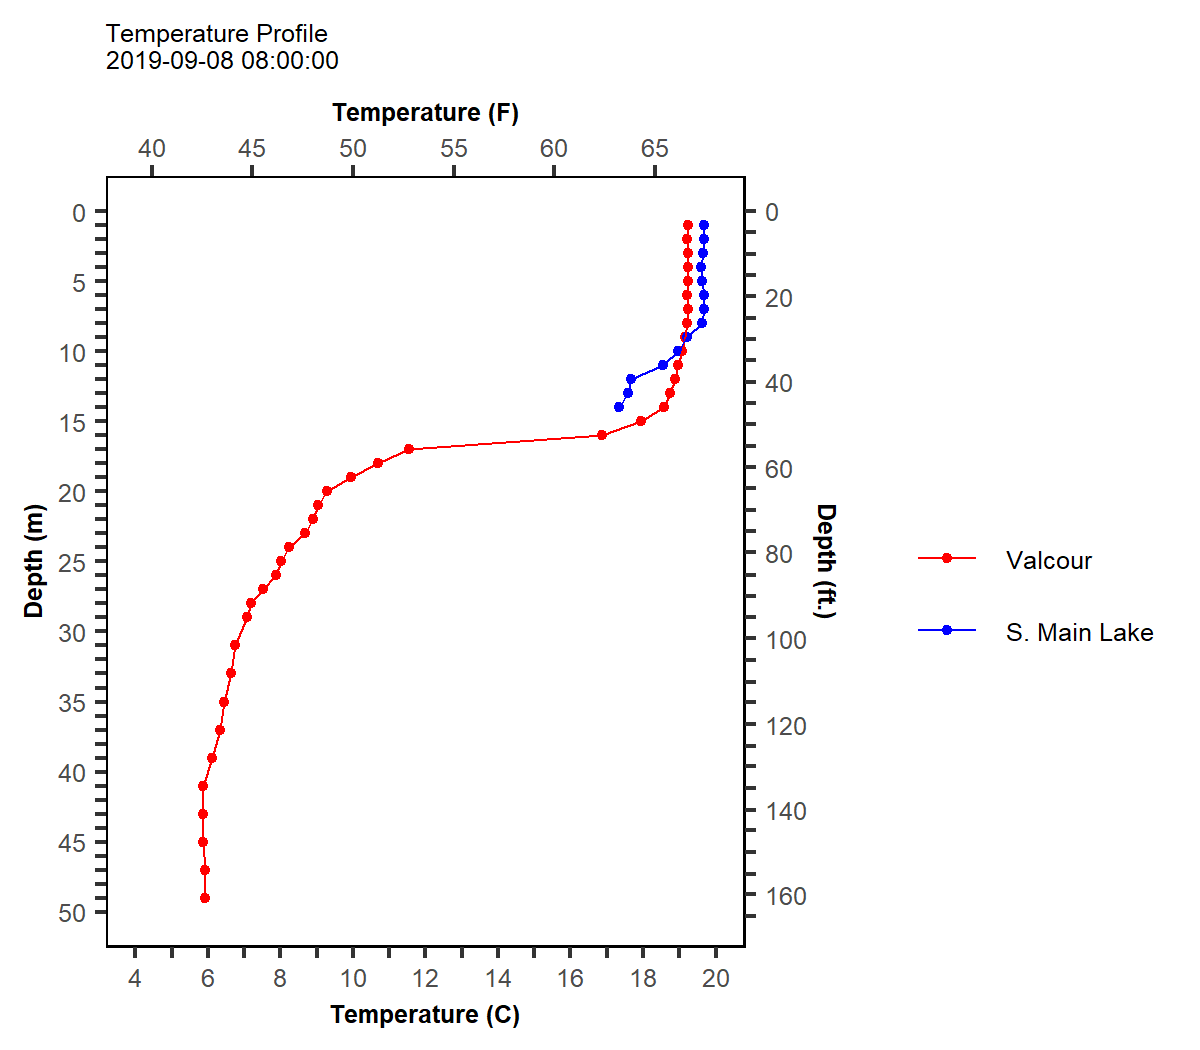 Temperature Profile
2019-09-08 08:00:00
Temperature (F)
40 45 50 55 60 65
0
5
10
15
20
25
30
35
40
45
50
Depth (m)
0
20
40
60
80
100
120
140
160
Depth (ft.)
Valcour
S. Main Lake
4 6 8 10 12 14 16 18 20
Temperature (C)